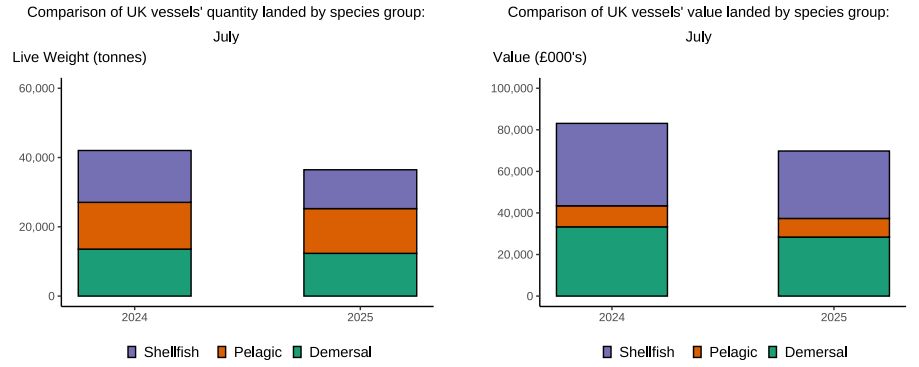 Comparison of UK vessels' quantity landed by species group:
July
Live Weight (tonnes)
60,000
40,000
20,000
0
2024
2025
Shellfish
Pelagic
Demersal
Comparison of UK vessels' value landed by species group:
July
Value (£000's)
100,000
80,000
60,000
40,000
20,000
0
2024
2025
Shellfish
Pelagic
Demersal